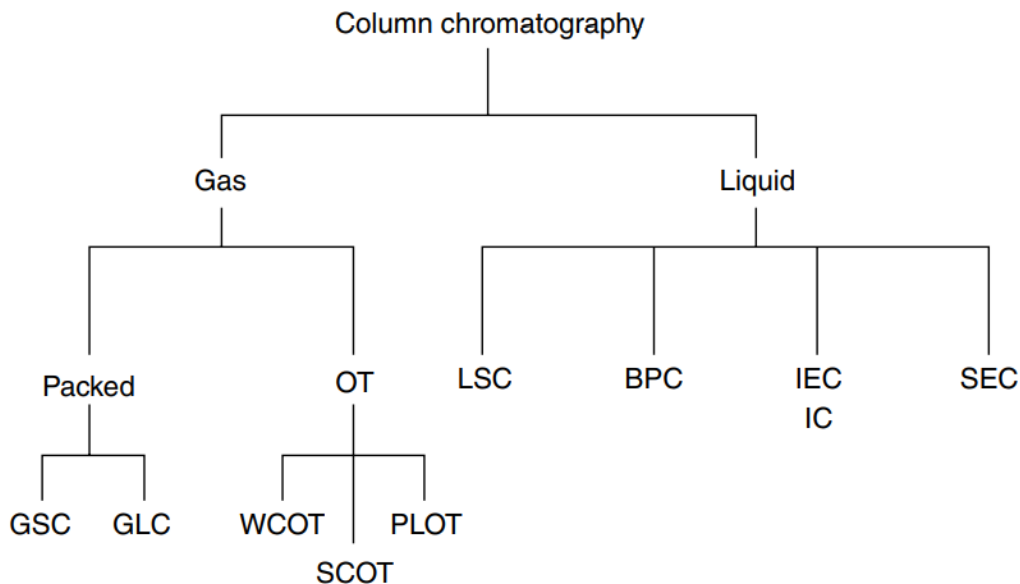 Column chromatography
Gas
Liquid
Packed
OT
LSC
BPC
IEC
SEC
IC
GSC
GLC
WCOT
PLOT
SCOT